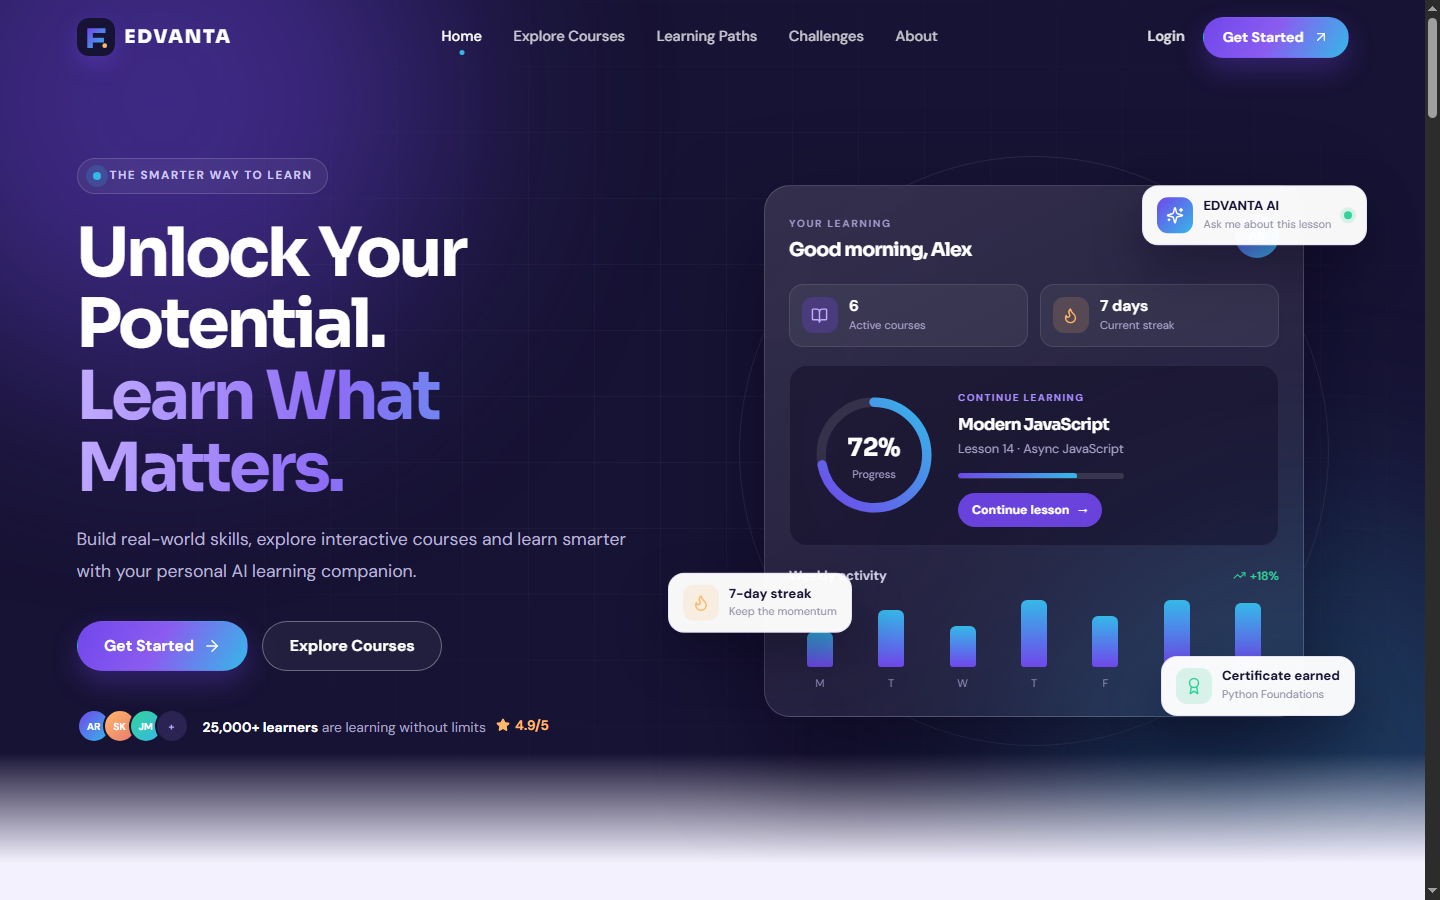 EDVANTA
Home
Explore Courses
Learning Paths
Challenges
About
Login
Get Started
THE SMARTER WAY TO LEARN
Unlock Your
Potential.
Learn What
Matters.
Build real-world skills, explore interactive courses and learn smarter
with your personal AI learning companion.
Get Started →
Explore Courses
AR
SK
JM
+
25,000+ learners are learning without limits
4.9/5
YOUR LEARNING
Good morning, Alex
EDVANTA AI
Ask me about this lesson
6
Active courses
7 days
Current streak
72%
Progress
CONTINUE LEARNING
Modern JavaScript
Lesson 14 · Async JavaScript
Continue lesson →
Weekly activity
+18%
7-day streak
Keep the momentum
M
T
W
T
F
Certificate earned
Python Foundations